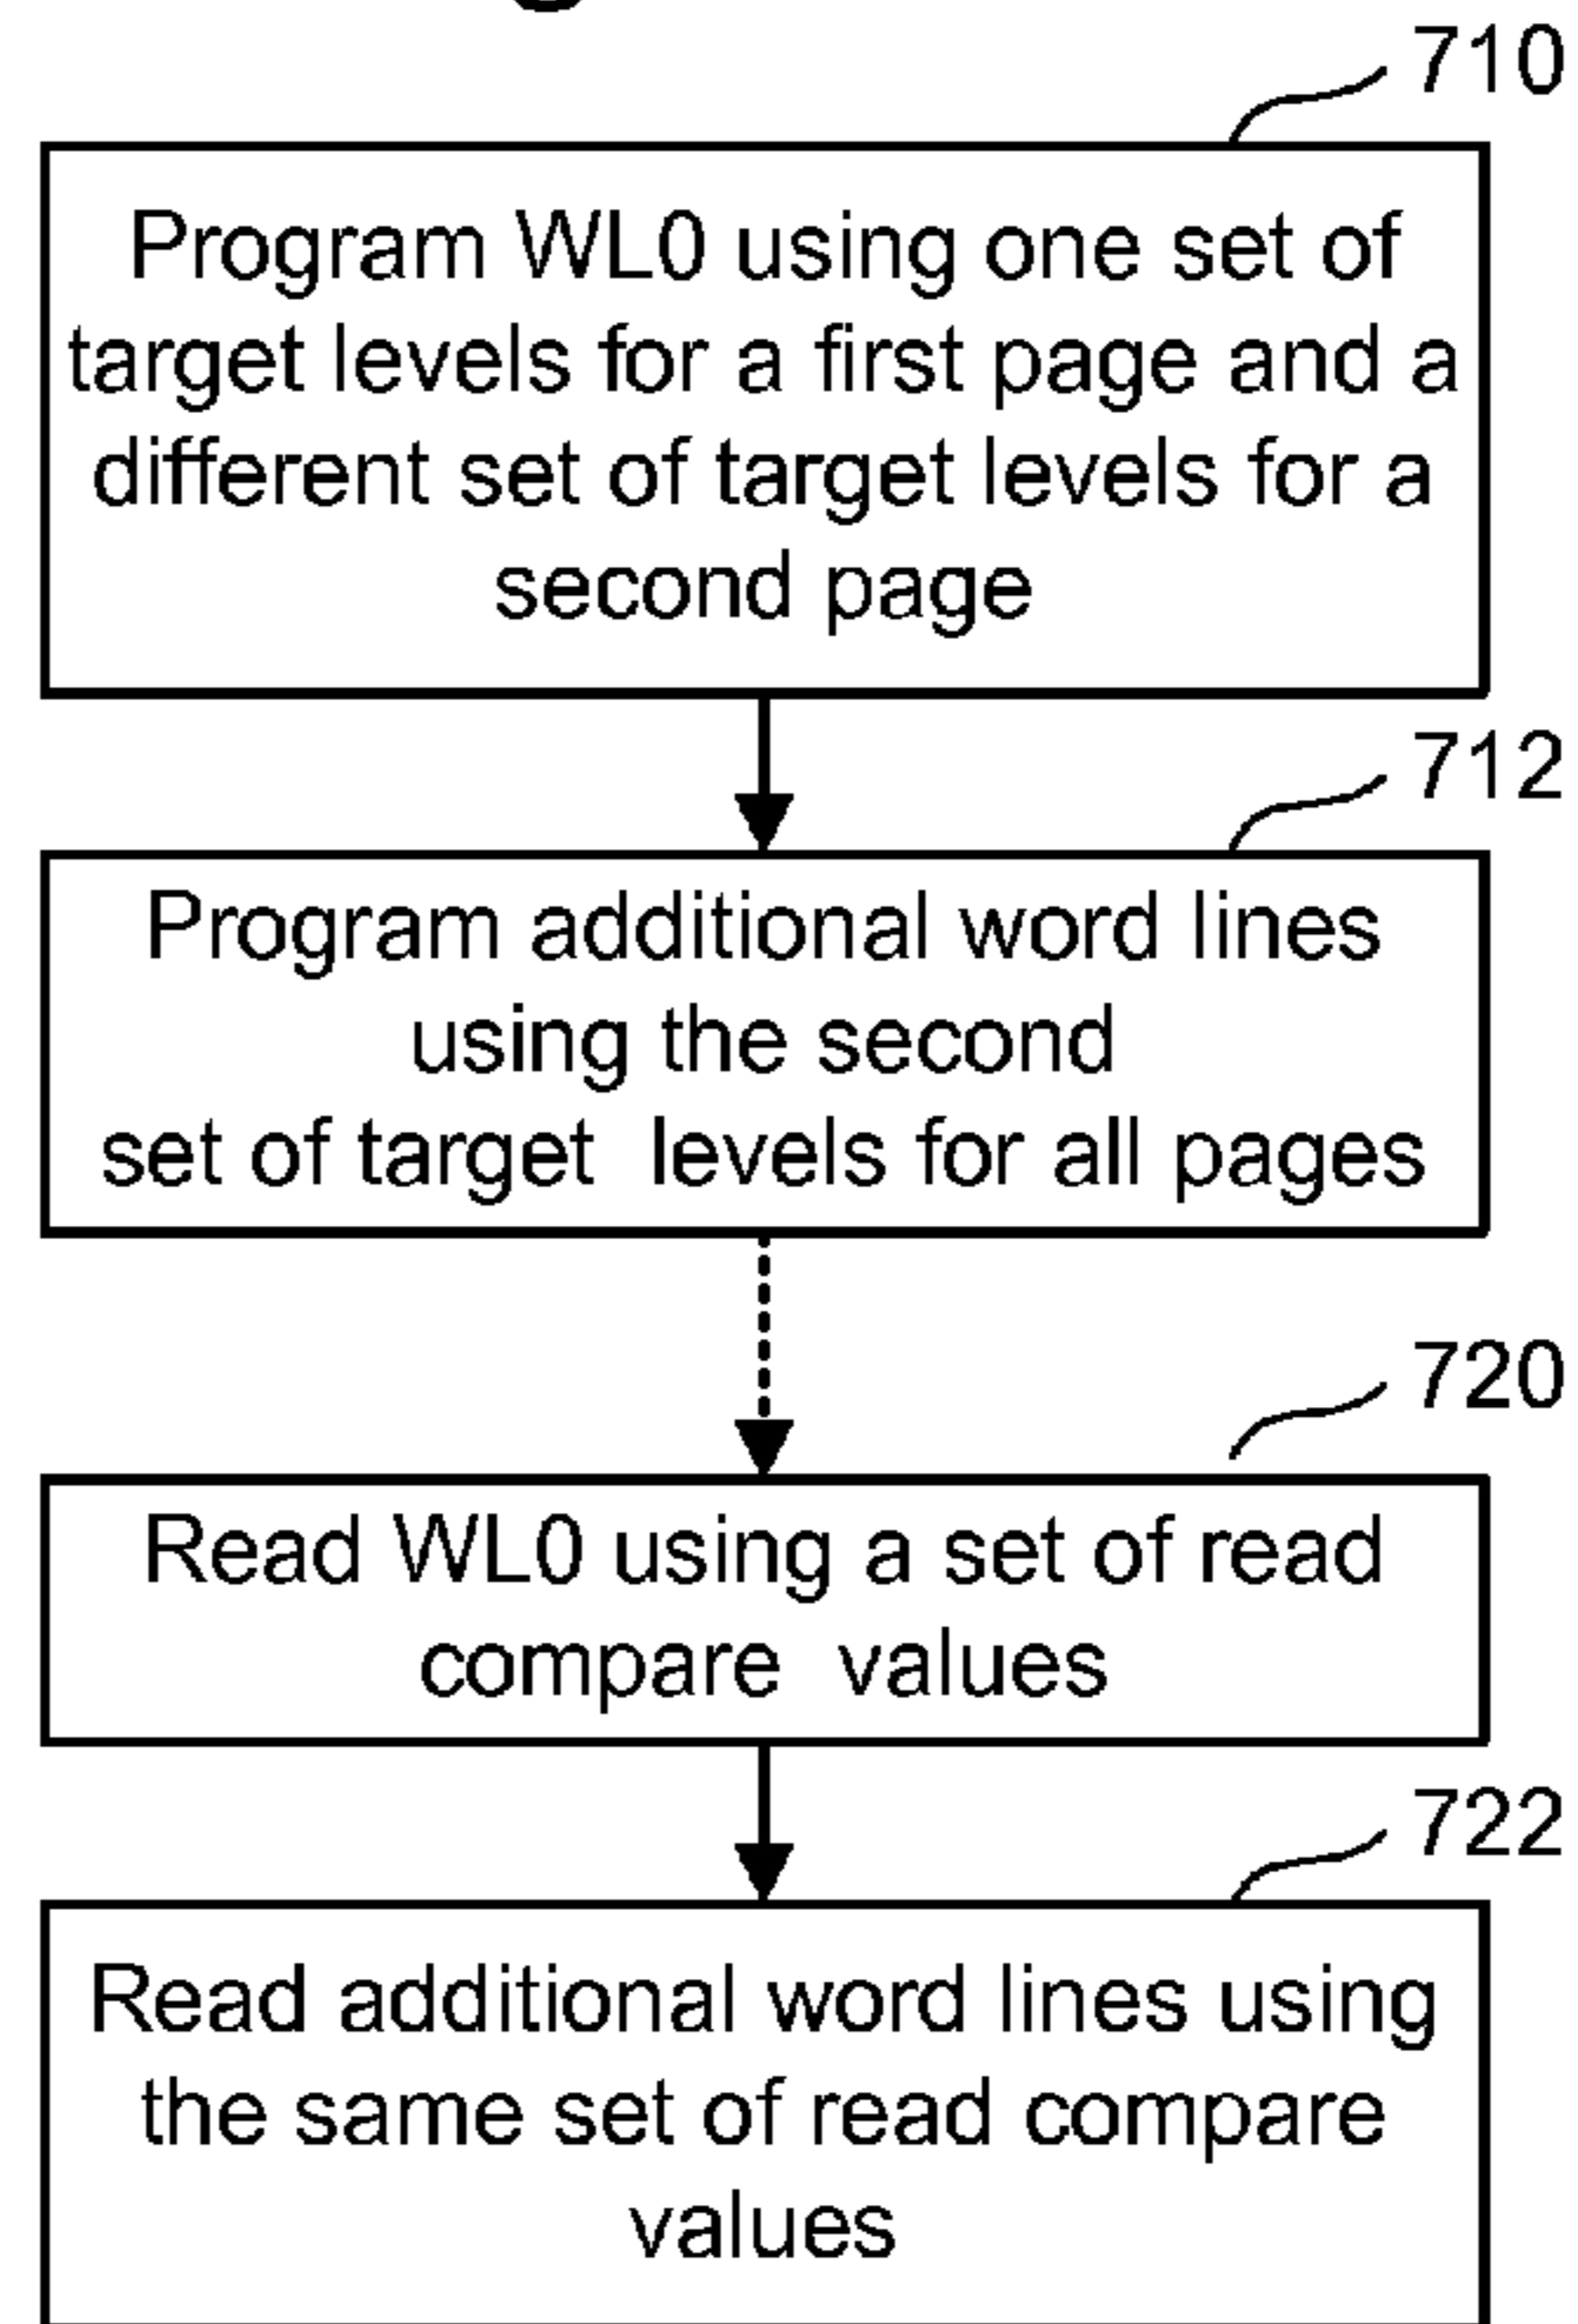 710
Program WL0 using one set of
target levels for a first page and a
different set of target levels for a
second page
712
Program additional word lines
using the second
set of target levels for all pages
720
Read WL0 using a set of read
compare values
722
Read additional word lines using
the same set of read compare
values